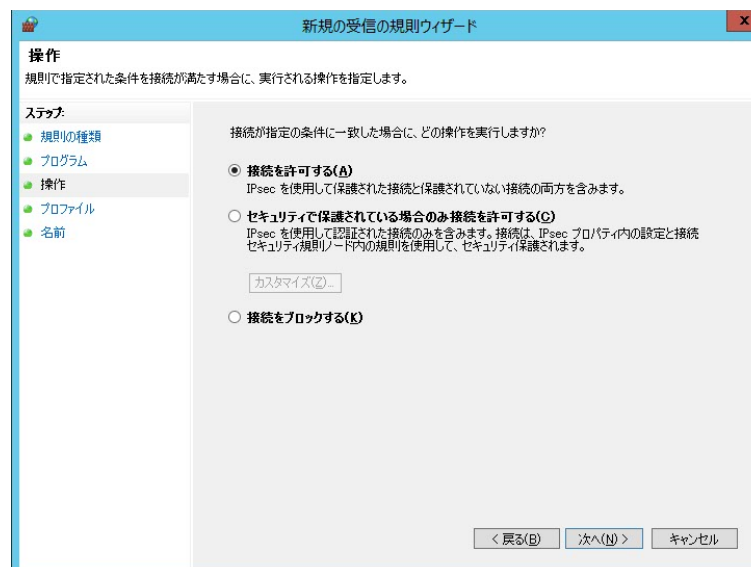 新規の受信の規則ウィザード
x
操作
規則で指定された条件を接続が満たす場合に、実行される操作を指定します。
ステップ:
規則の種類
プログラム
操作
プロファイル
名前
接続が指定の条件に一致した場合に、どの操作を実行しますか?
接続を許可する(A)
IPsec を使用して保護された接続と保護されていない接続の両方を含みます。
セキュリティで保護されている場合のみ接続を許可する(C)
IPsec を使用して認証された接続のみを含みます。接続は、IPsec プロパティ内の設定と接続
セキュリティ規則ノード内の規則を使用して、セキュリティ保護されます。
カスタマイズ(Z)...
接続をブロックする(K)
< 戻る(B)
次へ(N) >
キャンセル